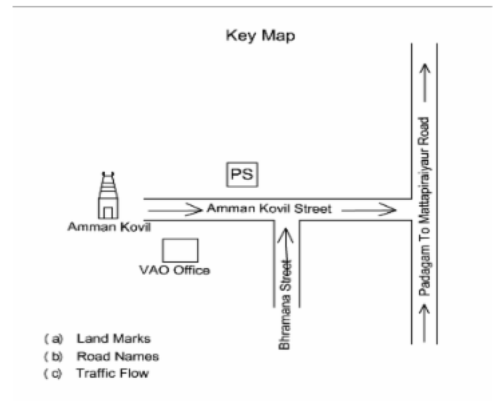 Key Map
PS
Amman Kovil Street
Amman Kovil
VAO Office
Bhramana Street
Padagam To Mattapiraiyaur Road
(a) Land Marks
(b) Road Names
(c) Traffic Flow